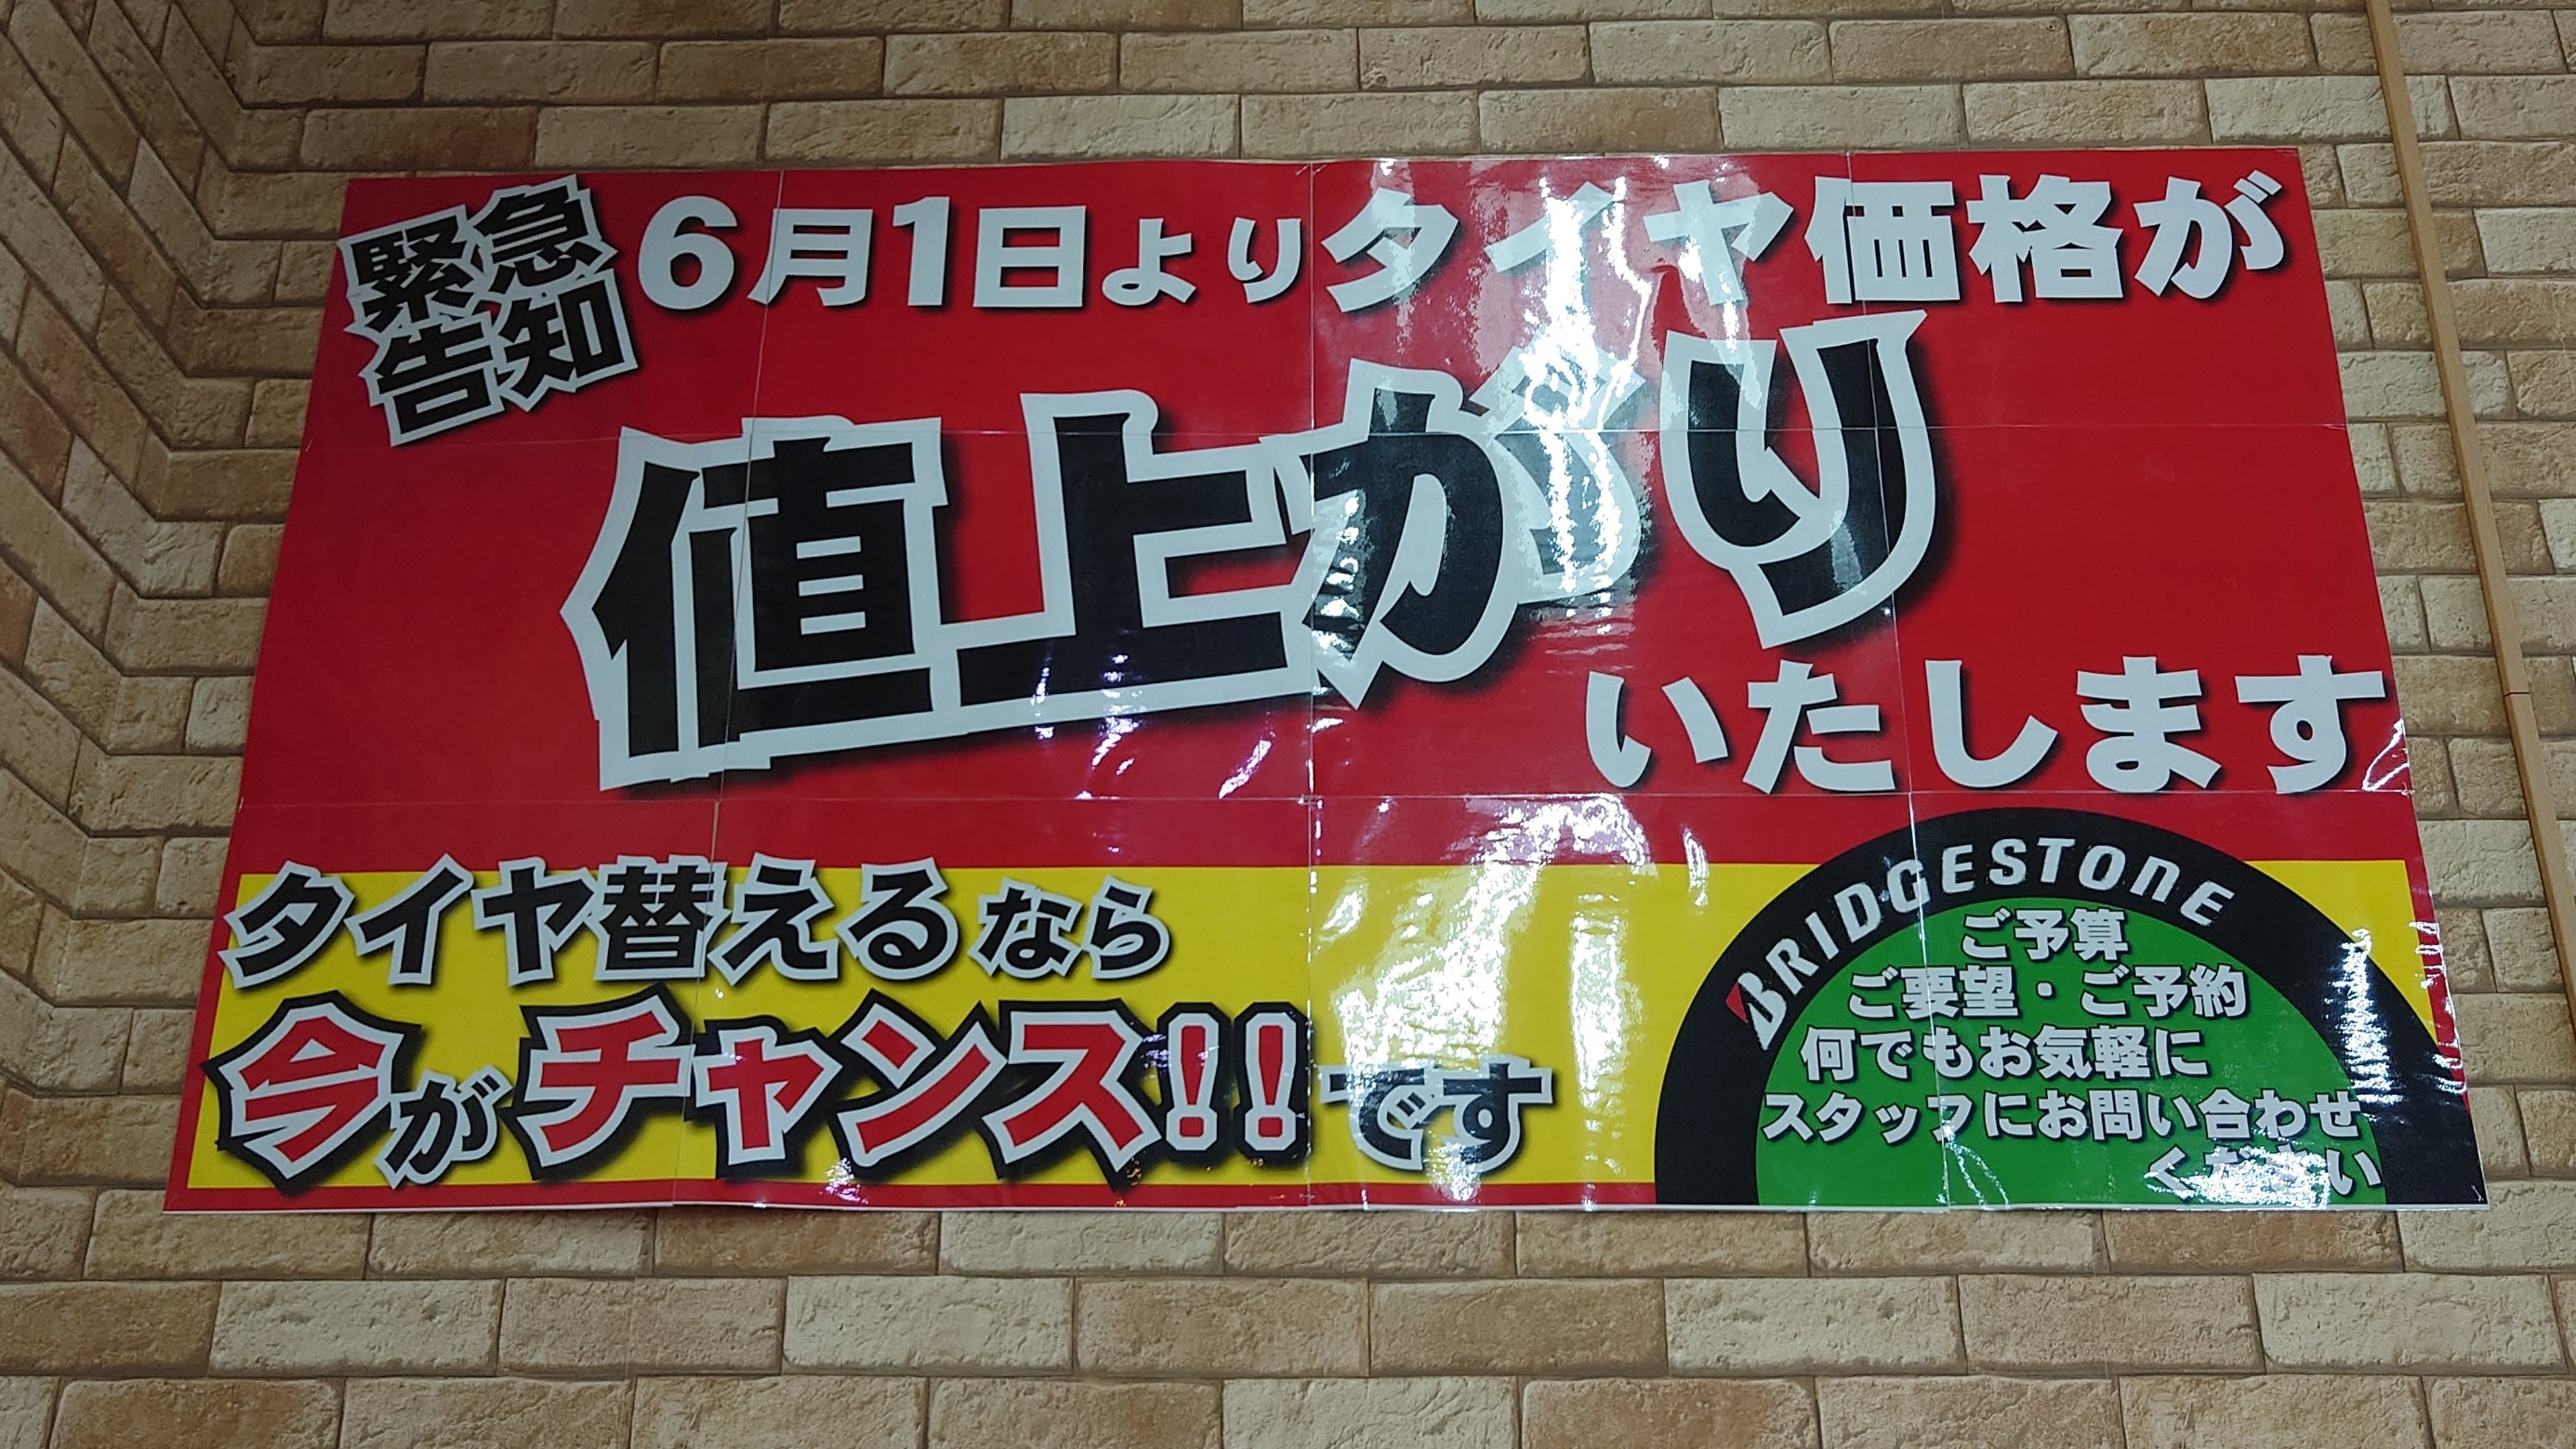 緊急
告知
6月1日よりタイヤ価格が
値上がり
いたします
タイヤ替えるなら
今がチャンス!!です
BRIDGESTONE
ご予算
ご要望・ご予約
何でもお気軽に
スタッフにお問い合わせ
ください